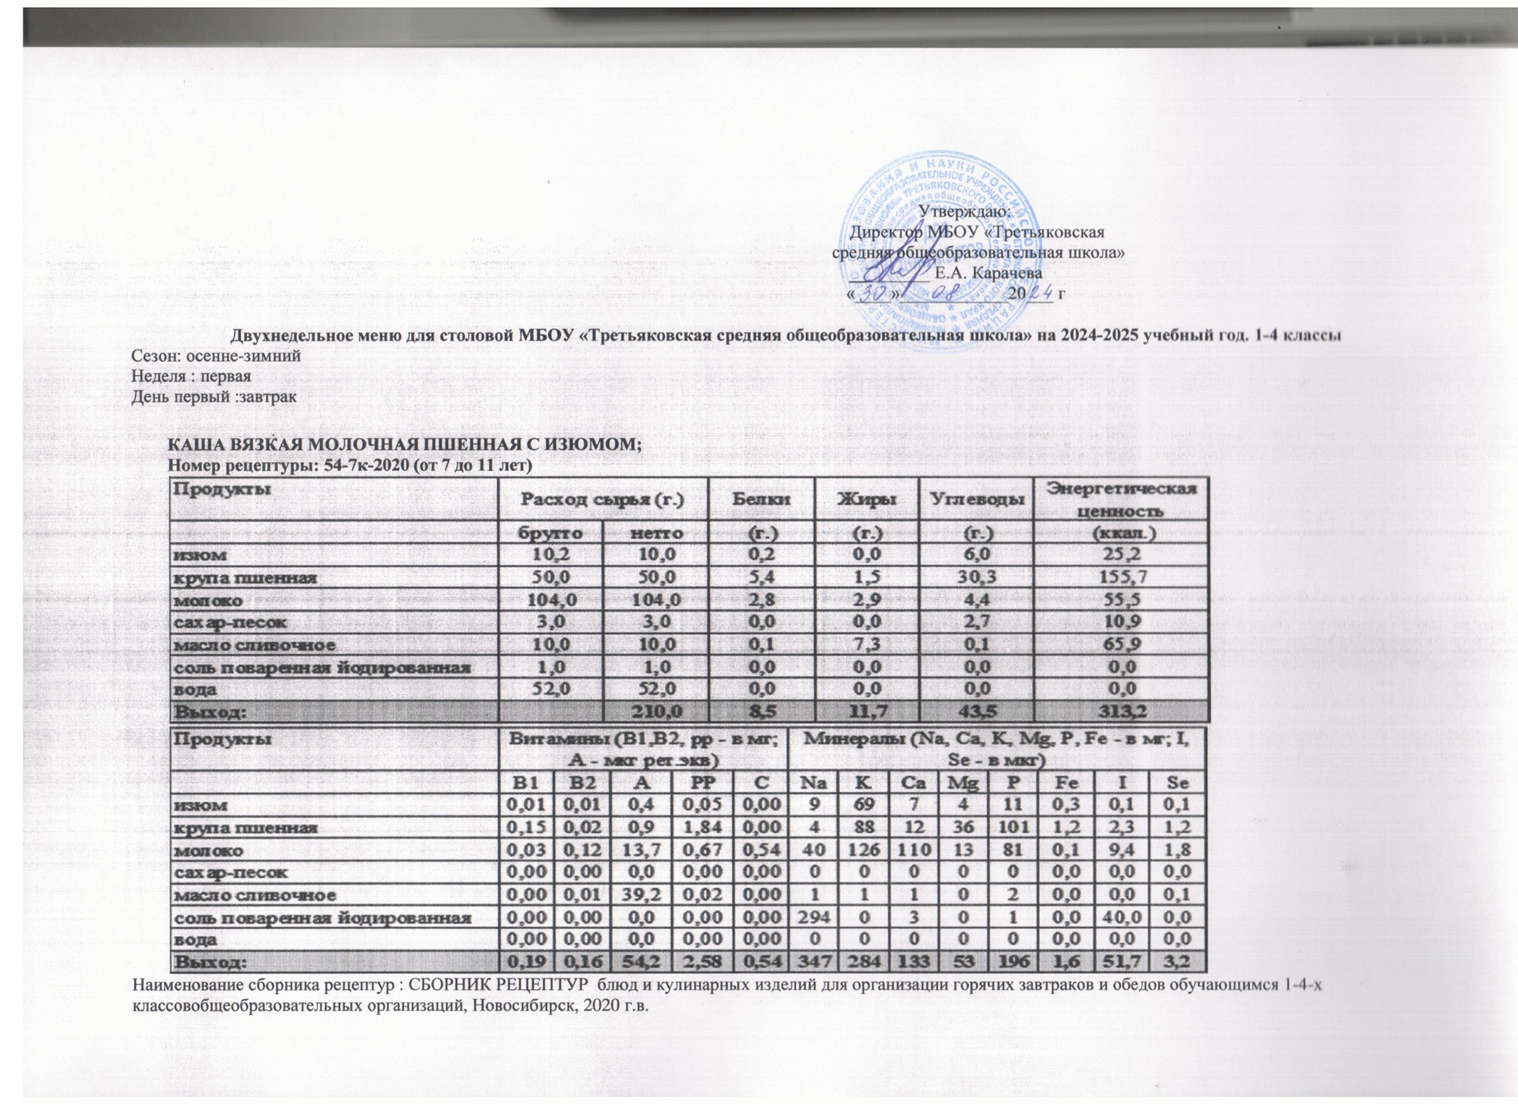 Утверждаю:
Директор МБОУ «Третьяковская
средняя общеобразовательная школа»
Е.А. Карачева
« 30 » 08 2024 г
Двухнедельное меню для столовой МБОУ «Третьяковская средняя общеобразовательная школа» на 2024-2025 учебный год. 1-4 классы
Сезон: осенне-зимний
Неделя : первая
День первый :завтрак
КАША ВЯЗКАЯ МОЛОЧНАЯ ПШЕННАЯ С ИЗЮМОМ;
Номер рецептуры: 54-7к-2020 (от 7 до 11 лет)
Продукты Расход сырья (г.) Белки Жиры Углеводы Энергетическая ценность
брутто нетто (г.) (г.) (г.) (ккал.)
изюм 10,2 10,0 0,2 0,0 6,0 25,2
крупа пшенная 50,0 50,0 5,4 1,5 30,3 155,7
молоко 104,0 104,0 2,8 2,9 4,4 55,5
сахар-песок 3,0 3,0 0,0 0,0 2,7 10,9
масло сливочное 10,0 10,0 0,1 7,3 0,1 65,9
соль поваренная йодированная 1,0 1,0 0,0 0,0 0,0 0,0
вода 52,0 52,0 0,0 0,0 0,0 0,0
Выход: 210,0 8,5 11,7 43,5 313,2
Продукты Витамины (В1,В2, рр - в мг; Минералы (Na, Ca, K, Mg, P, Fe - в мг; I,
А - мкг рет.экв) Se - в мкг)
В1 В2 А РР С Na K Ca Mg P Fe I Se
изюм 0,01 0,01 0,4 0,05 0,00 9 69 7 4 11 0,3 0,1 0,1
крупа пшенная 0,15 0,02 0,9 1,84 0,00 4 88 12 36 101 1,2 2,3 1,2
молоко 0,03 0,12 13,7 0,67 0,54 40 126 110 13 81 0,1 9,4 1,8
сахар-песок 0,00 0,00 0,0 0,00 0,00 0 0 0 0 0 0,0 0,0 0,0
масло сливочное 0,00 0,01 39,2 0,02 0,00 1 1 1 0 2 0,0 0,0 0,1
соль поваренная йодированная 0,00 0,00 0,0 0,00 0,00 294 0 3 0 1 0,0 40,0 0,0
вода 0,00 0,00 0,0 0,00 0,00 0 0 0 0 0 0,0 0,0 0,0
Выход: 0,19 0,16 54,2 2,58 0,54 347 284 133 53 196 1,6 51,7 3,2
Наименование сборника рецептур : СБОРНИК РЕЦЕПТУР блюд и кулинарных изделий для организации горячих завтраков и обедов обучающимся 1-4-х
классовобщеобразовательных организаций, Новосибирск, 2020 г.в.